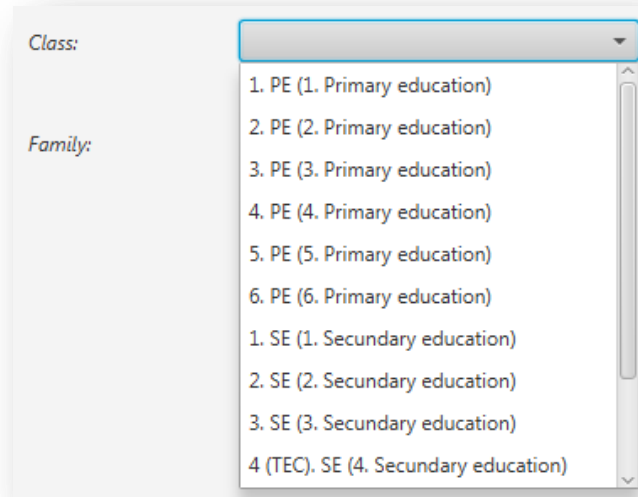 Class:
1. PE (1. Primary education)
2. PE (2. Primary education)
Family:
3. PE (3. Primary education)
4. PE (4. Primary education)
5. PE (5. Primary education)
6. PE (6. Primary education)
1. SE (1. Secundary education)
2. SE (2. Secundary education)
3. SE (3. Secundary education)
4 (TEC). SE (4. Secundary education)